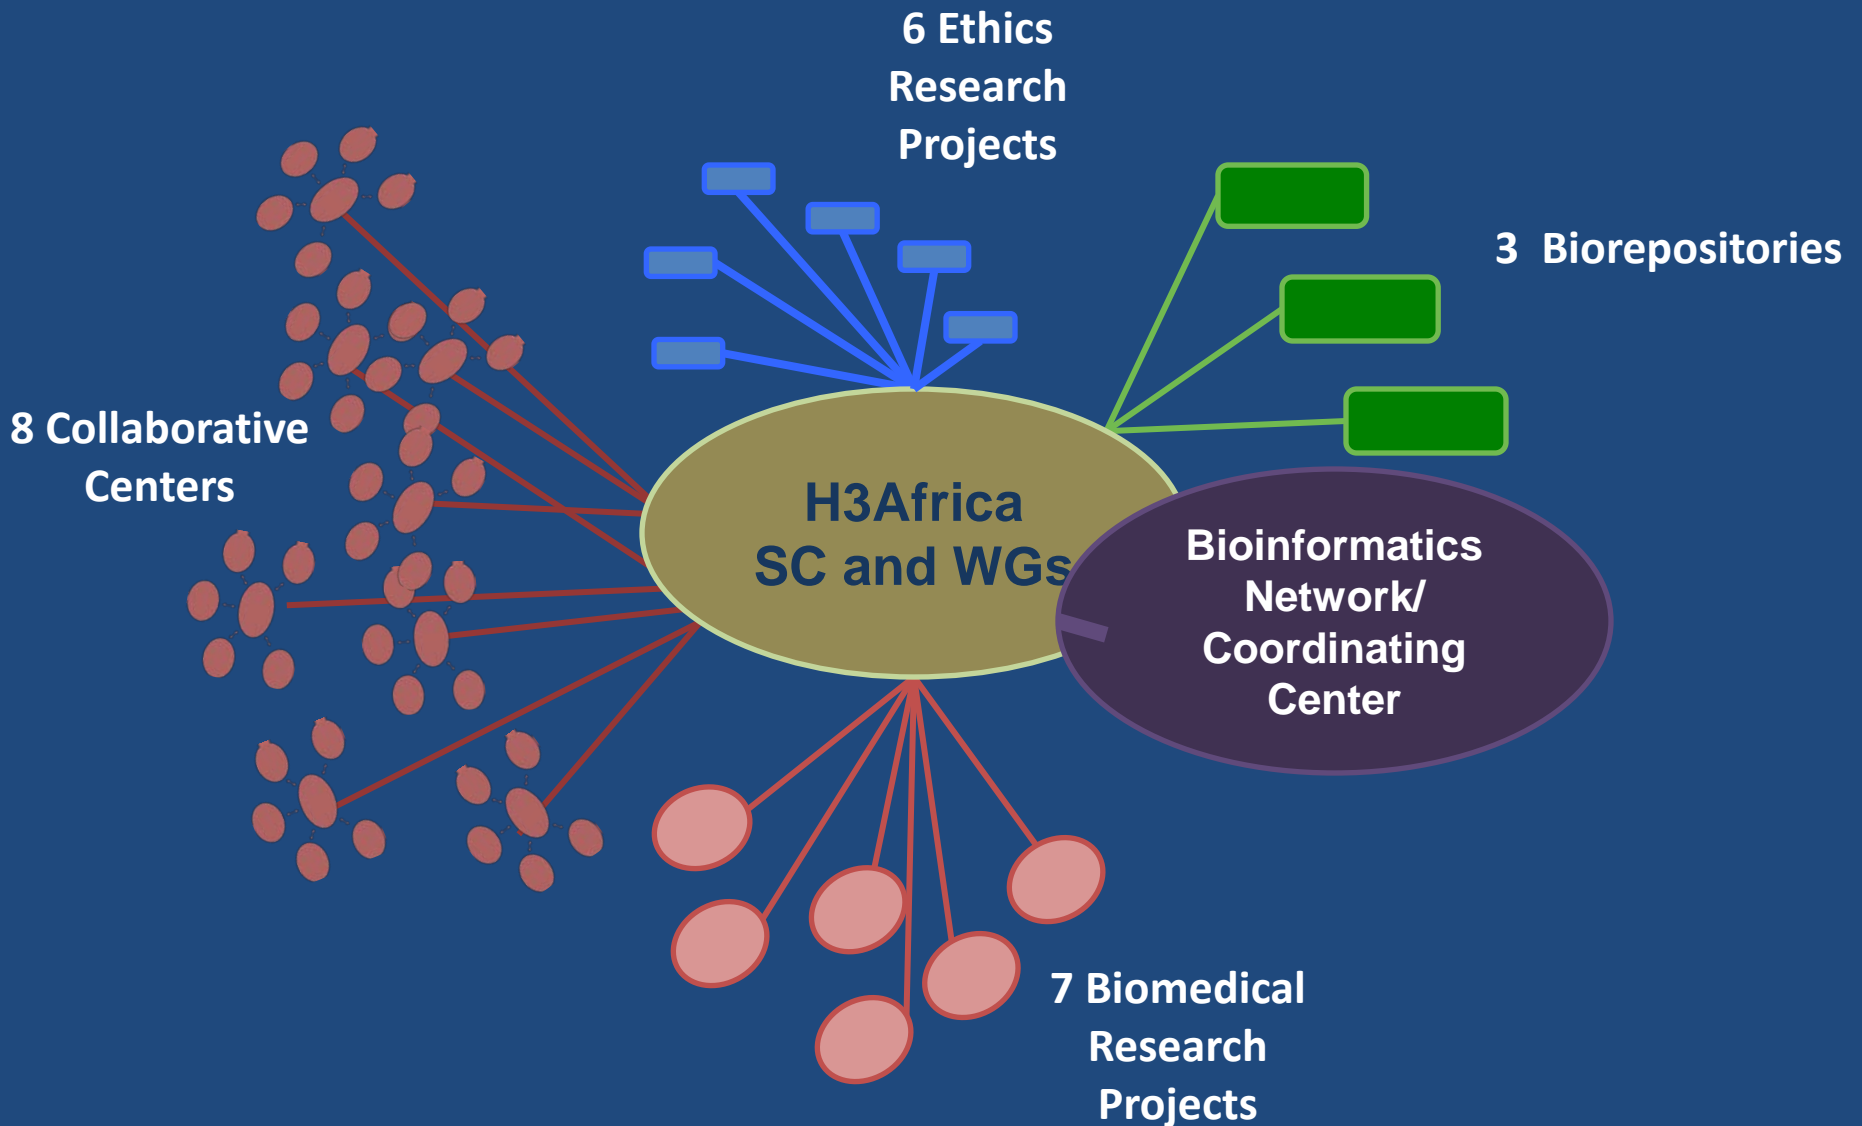 6 Ethics
Research
Projects
3 Biorepositories
8 Collaborative
Centers
H3Africa
SC and WGs
Bioinformatics
Network/
Coordinating
Center
7 Biomedical
Research
Projects